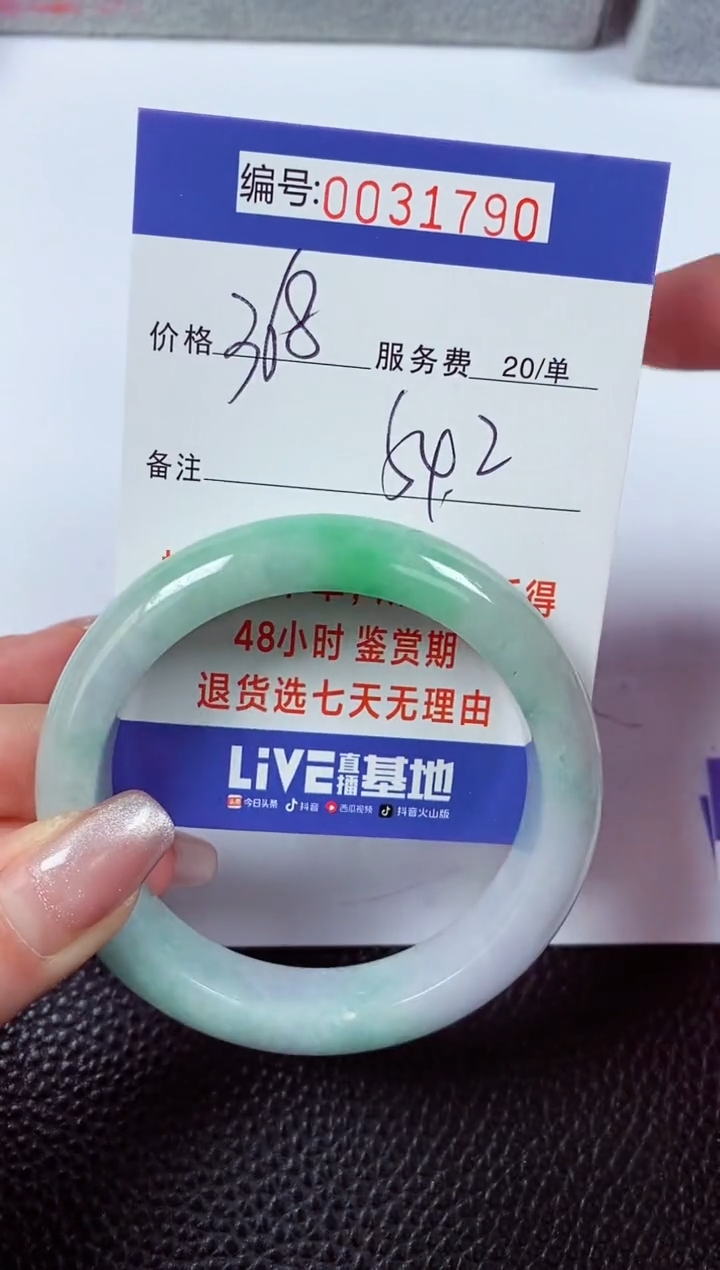 编号:0031790
价格 368 服务费 20/单
备注 54.2
得
48小时 鉴赏期
退货选七天无理由
LiVE直播基地
今日头条 抖音 西瓜视频 抖音火山版